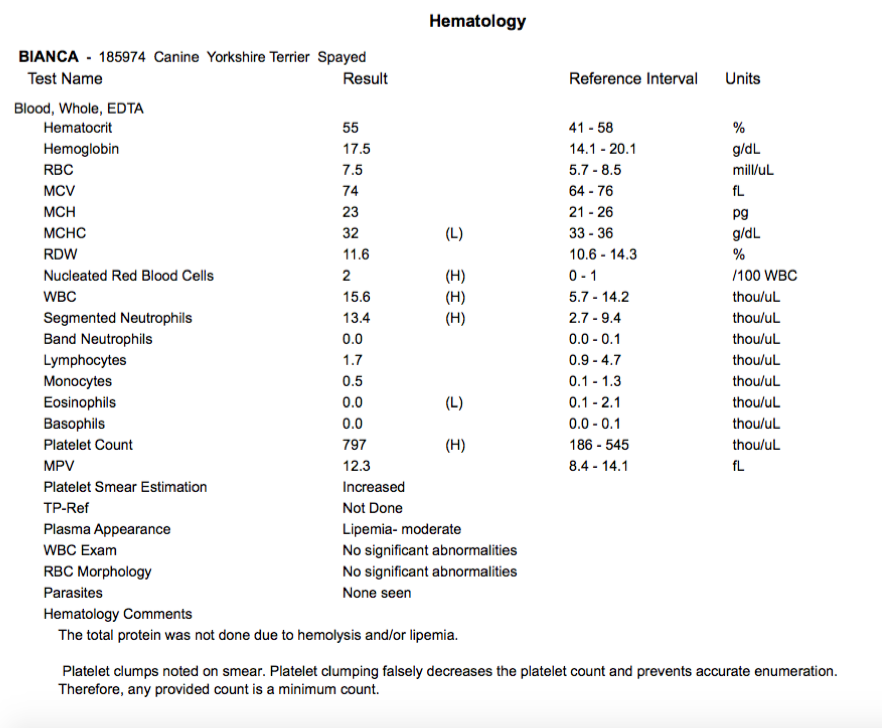 Hematology
BIANCA - 185974 Canine Yorkshire Terrier Spayed
Test Name Result Reference Interval Units
Blood, Whole, EDTA
Hematocrit 55 41 - 58 %
Hemoglobin 17.5 14.1 - 20.1 g/dL
RBC 7.5 5.7 - 8.5 mill/uL
MCV 74 64 - 76 fL
MCH 23 21 - 26 pg
MCHC 32 (L) 33 - 36 g/dL
RDW 11.6 10.6 - 14.3 %
Nucleated Red Blood Cells 2 (H) 0 - 1 /100 WBC
WBC 15.6 (H) 5.7 - 14.2 thou/uL
Segmented Neutrophils 13.4 (H) 2.7 - 9.4 thou/uL
Band Neutrophils 0.0 0.0 - 0.1 thou/uL
Lymphocytes 1.7 0.9 - 4.7 thou/uL
Monocytes 0.5 0.1 - 1.3 thou/uL
Eosinophils 0.0 (L) 0.1 - 2.1 thou/uL
Basophils 0.0 0.0 - 0.1 thou/uL
Platelet Count 797 (H) 186 - 545 thou/uL
MPV 12.3 8.4 - 14.1 fL
Platelet Smear Estimation Increased
TP-Ref Not Done
Plasma Appearance Lipemia- moderate
WBC Exam No significant abnormalities
RBC Morphology No significant abnormalities
Parasites None seen
Hematology Comments
The total protein was not done due to hemolysis and/or lipemia.
Platelet clumps noted on smear. Platelet clumping falsely decreases the platelet count and prevents accurate enumeration.
Therefore, any provided count is a minimum count.